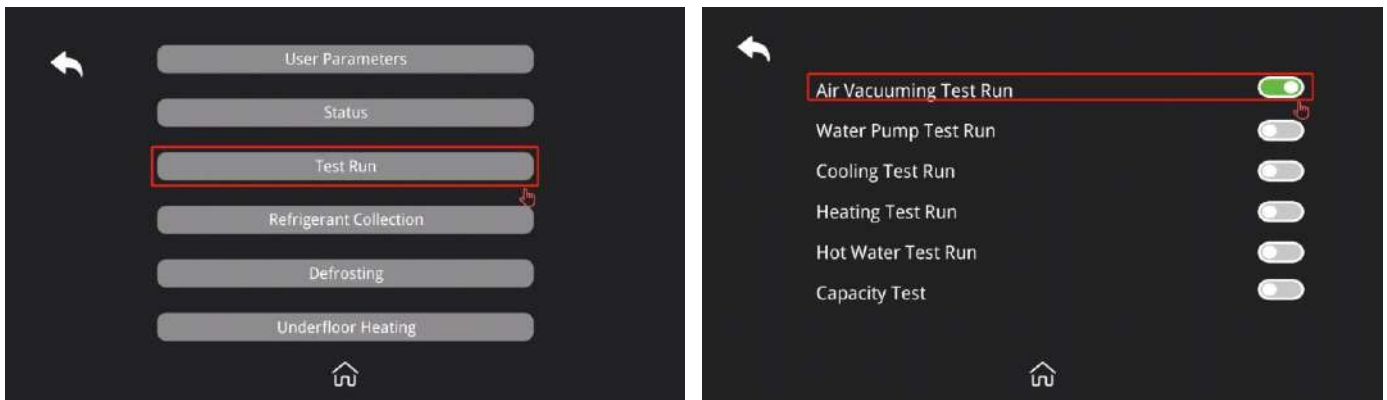 User Parameters
Status
Test Run
Refrigerant Collection
Defrosting
Underfloor Heating
Air Vacuuming Test Run
Water Pump Test Run
Cooling Test Run
Heating Test Run
Hot Water Test Run
Capacity Test